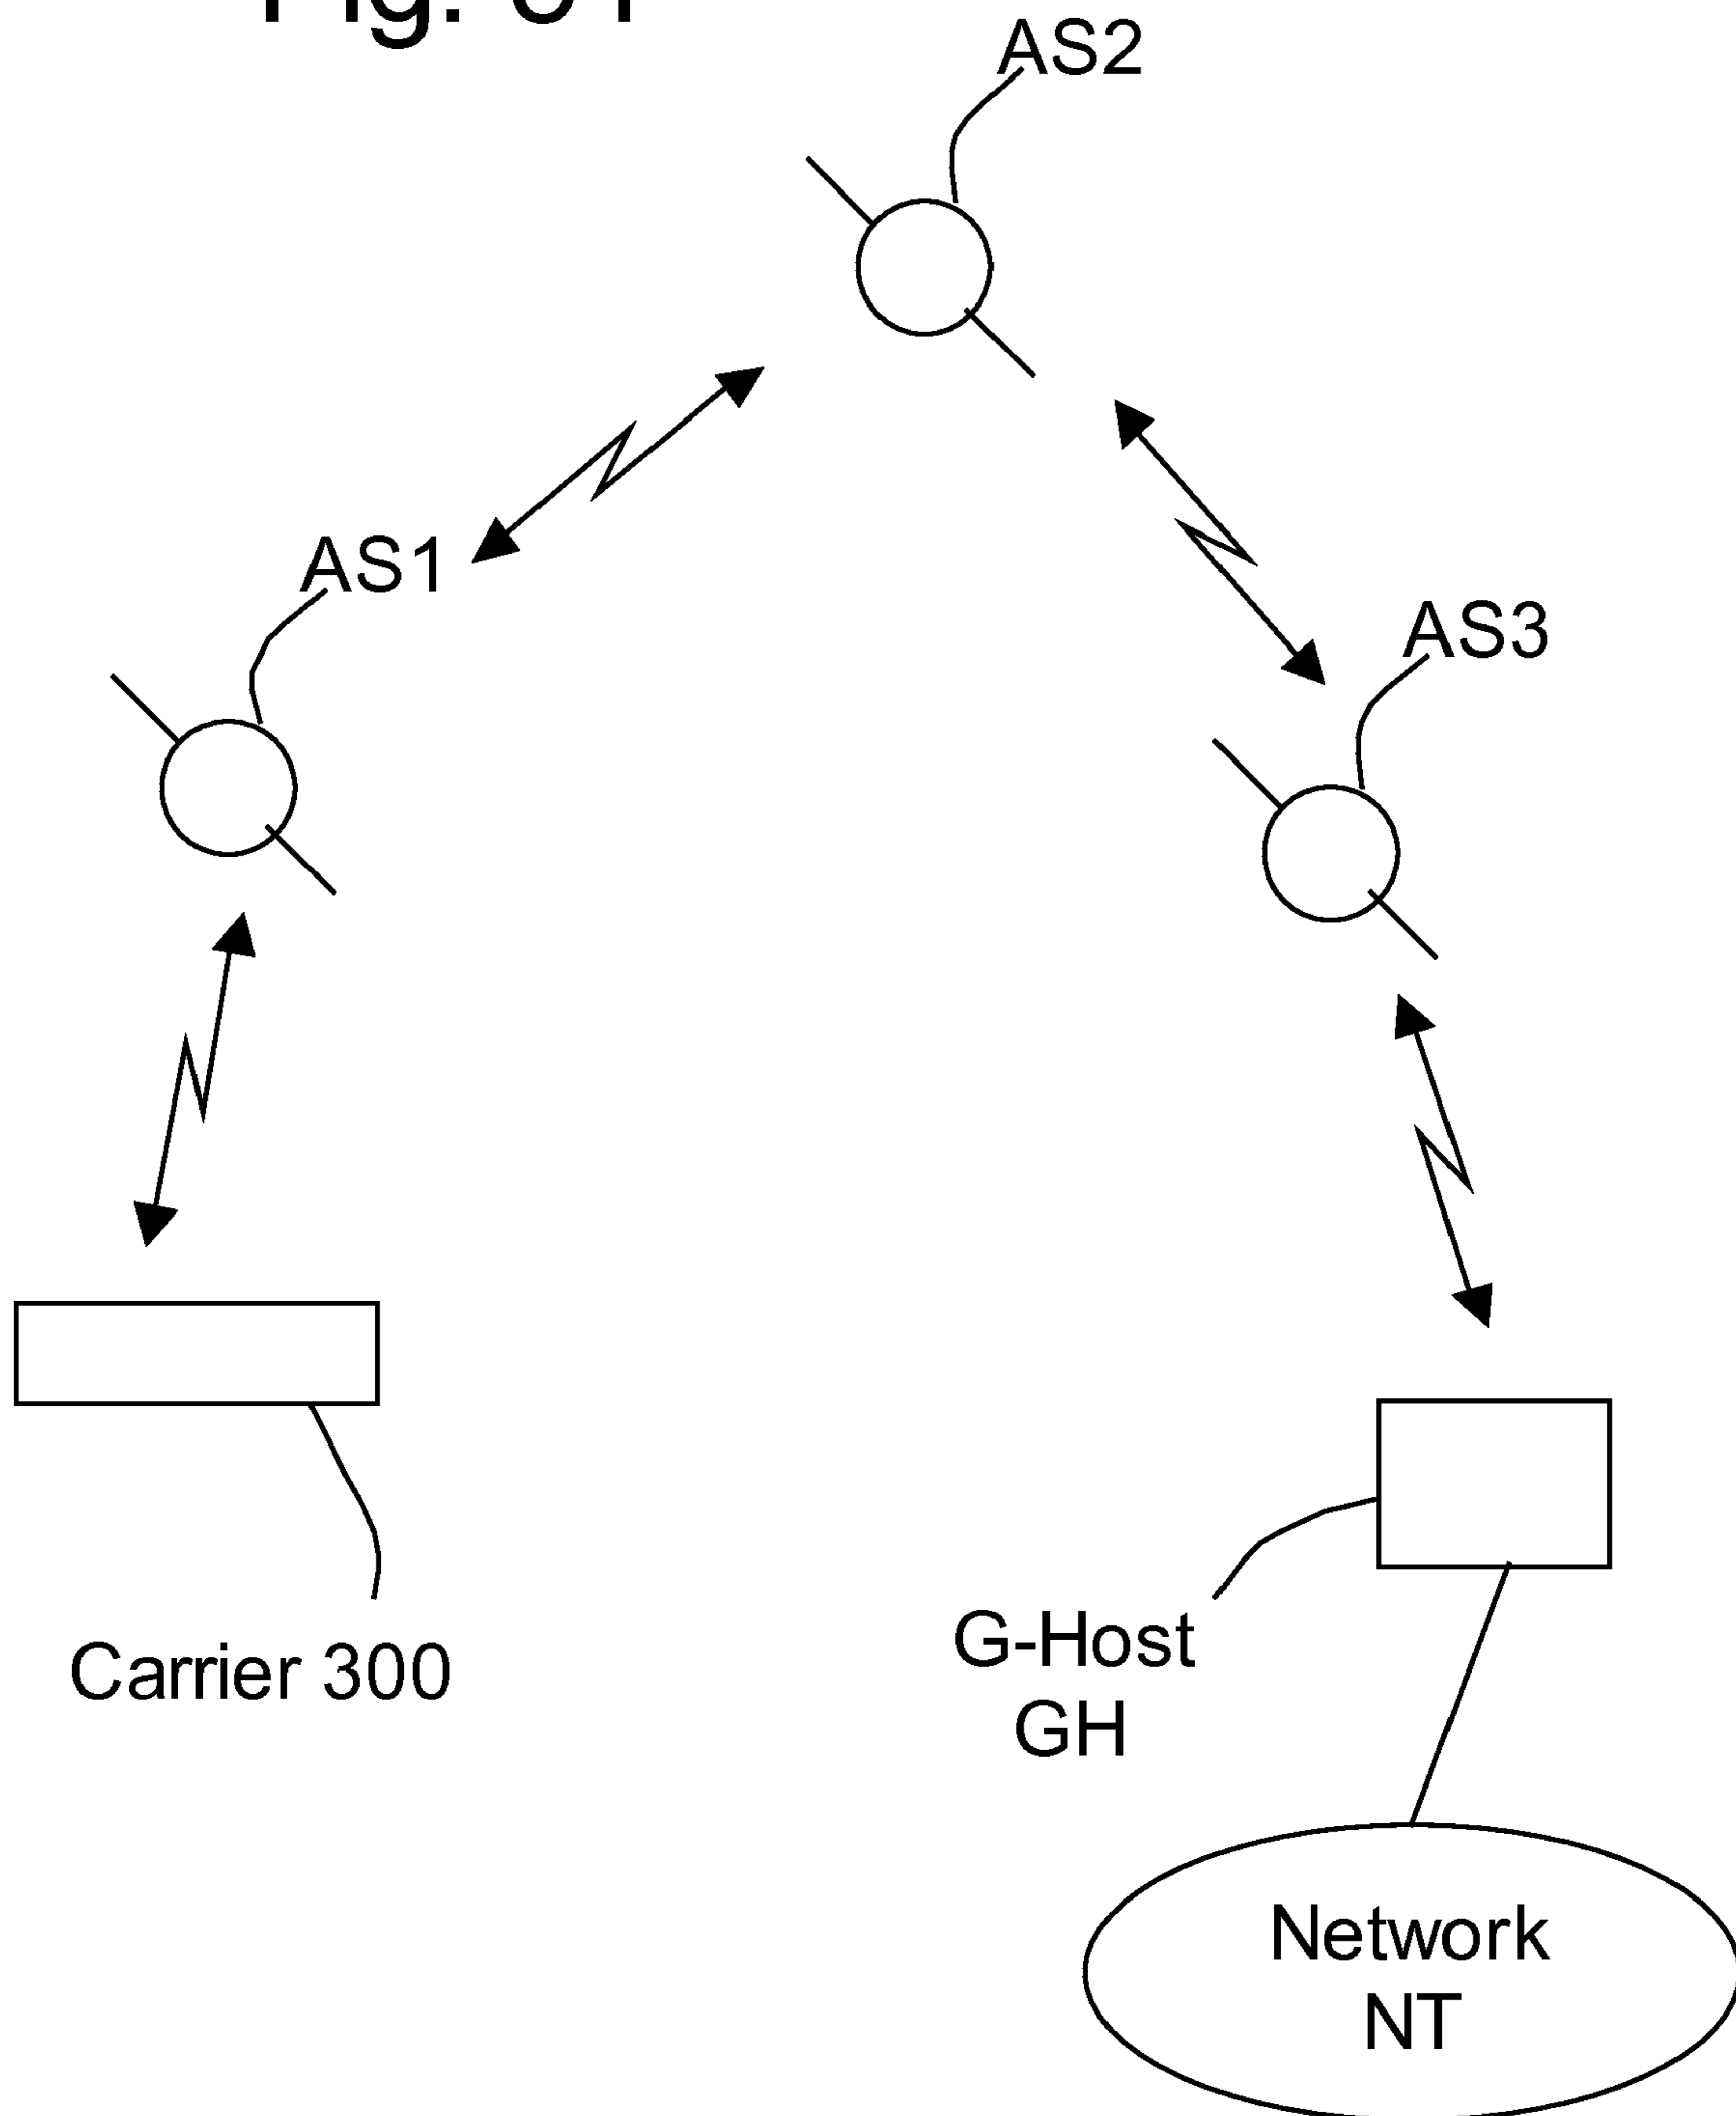 AS2
AS1
AS3
Carrier 300
G-Host
GH
Network
NT